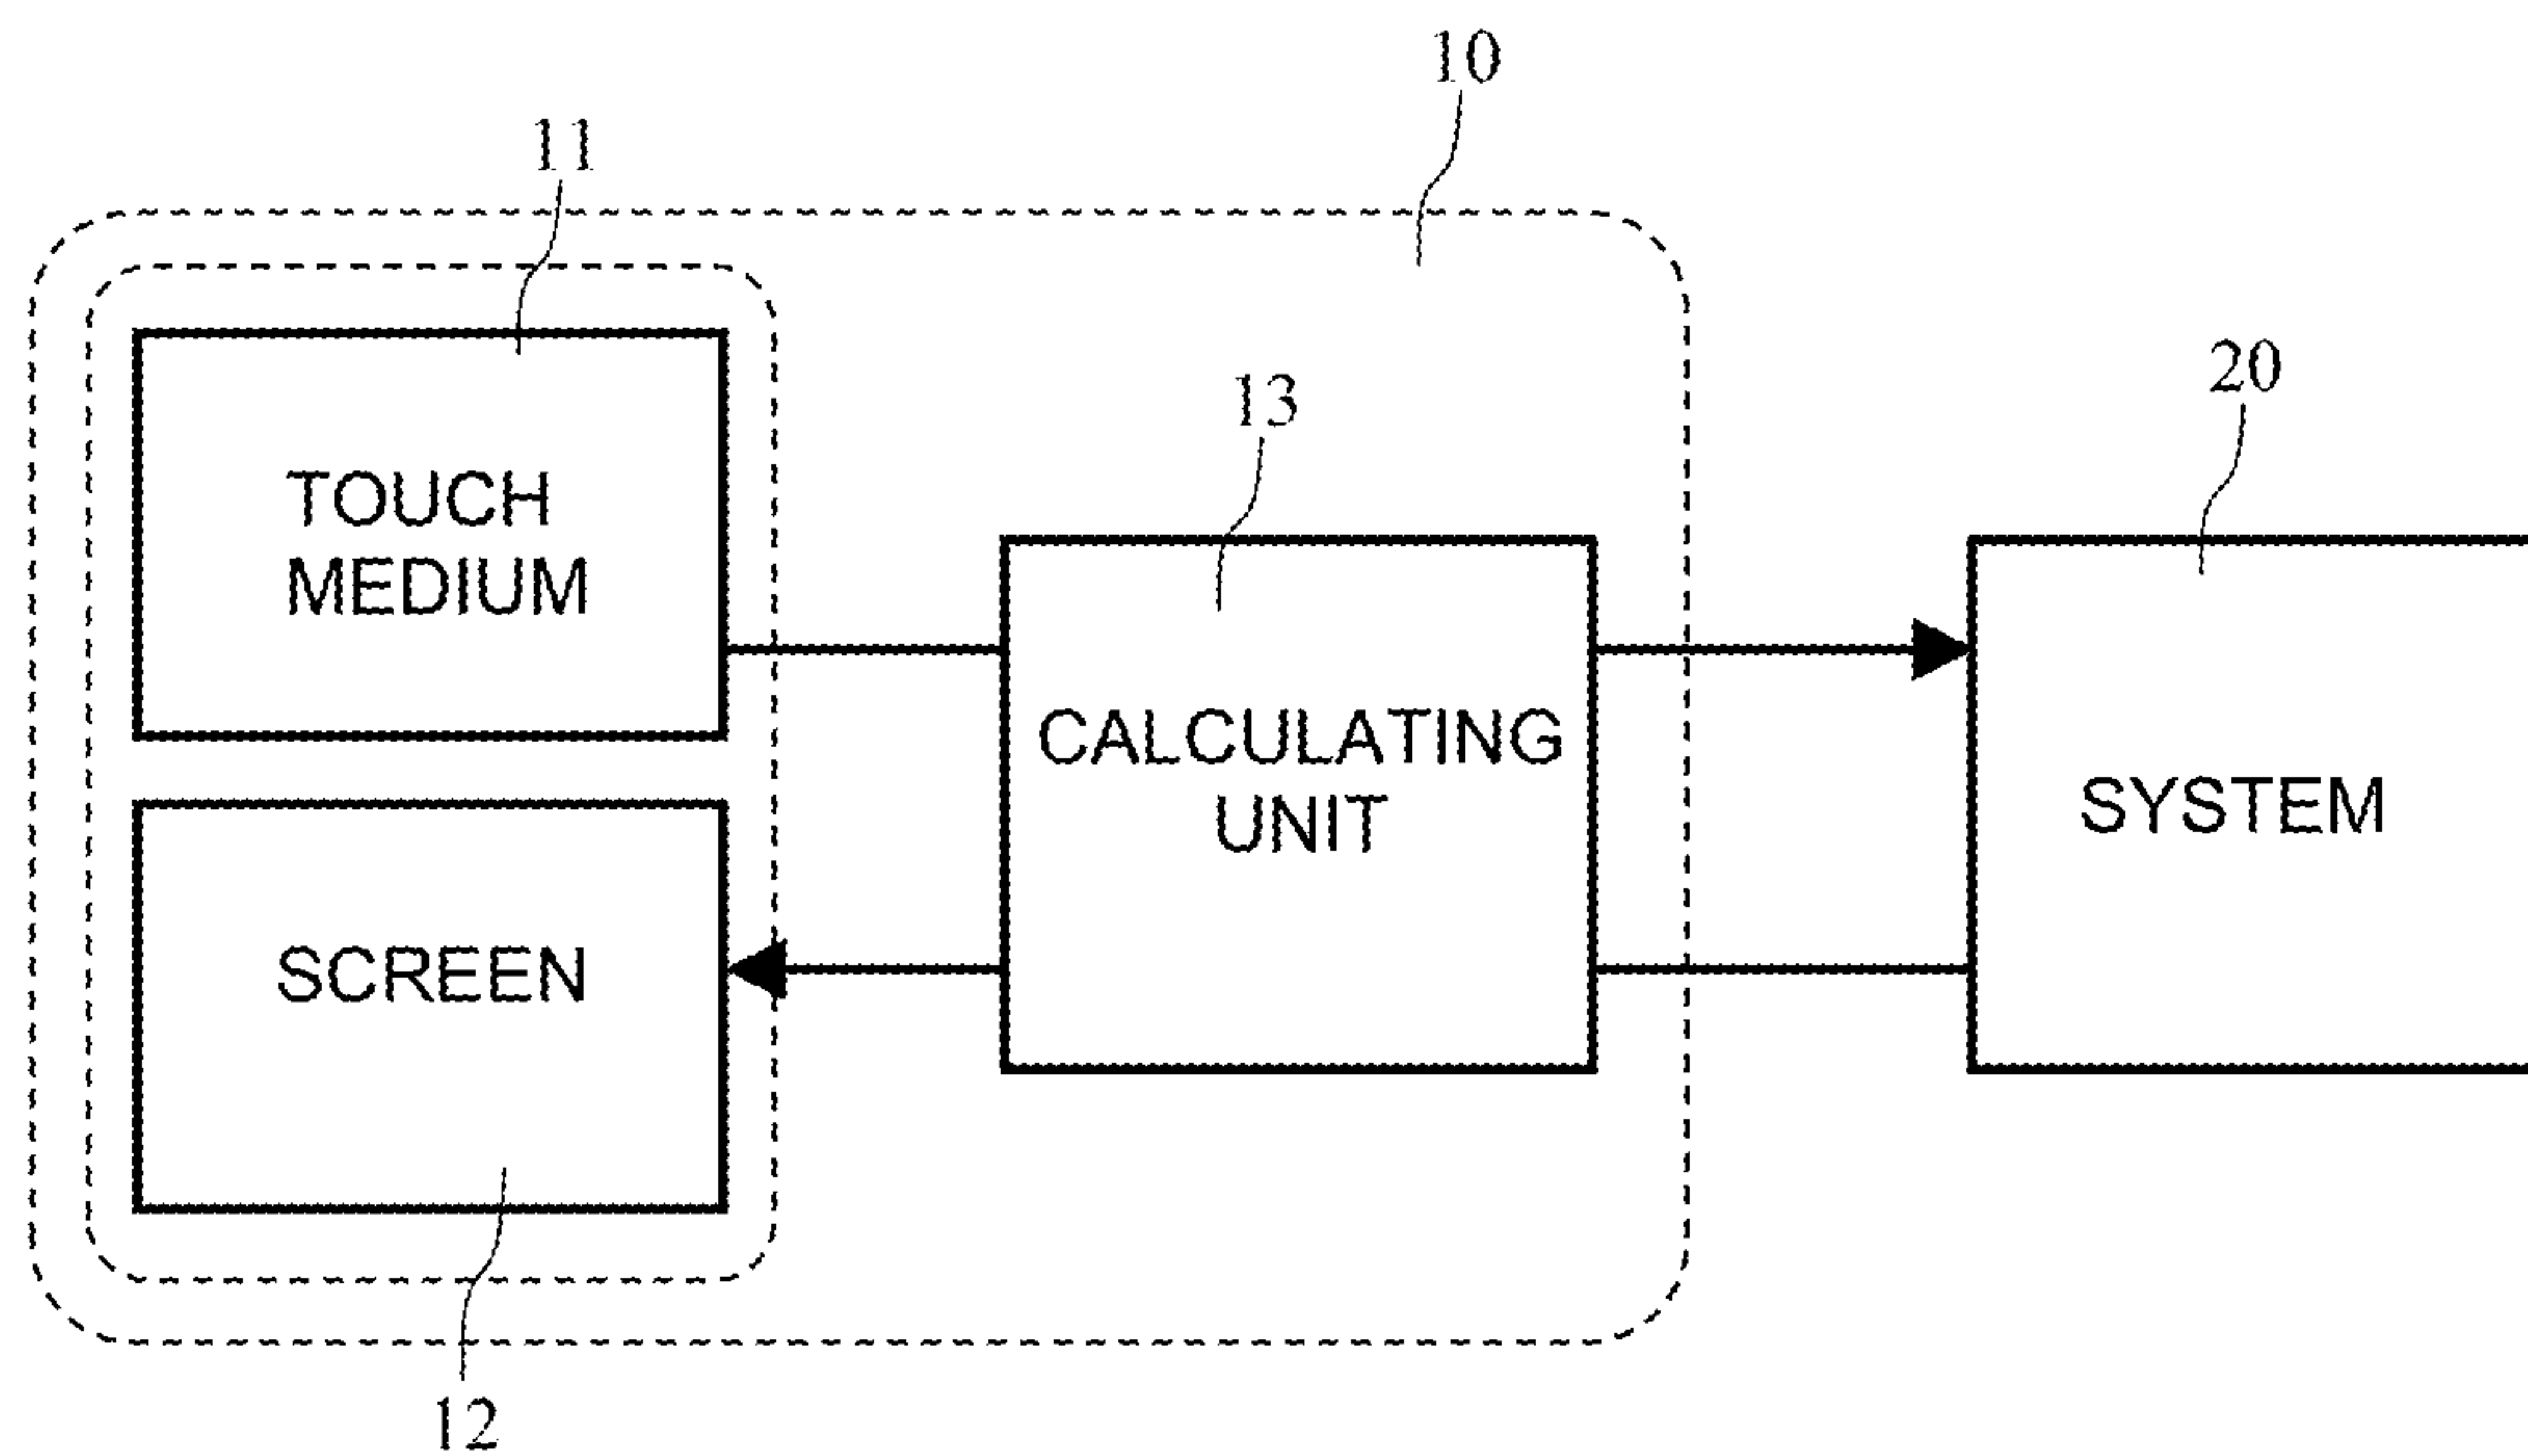 10
11
13
20
TOUCH
MEDIUM
CALCULATING
UNIT
SYSTEM
SCREEN
12